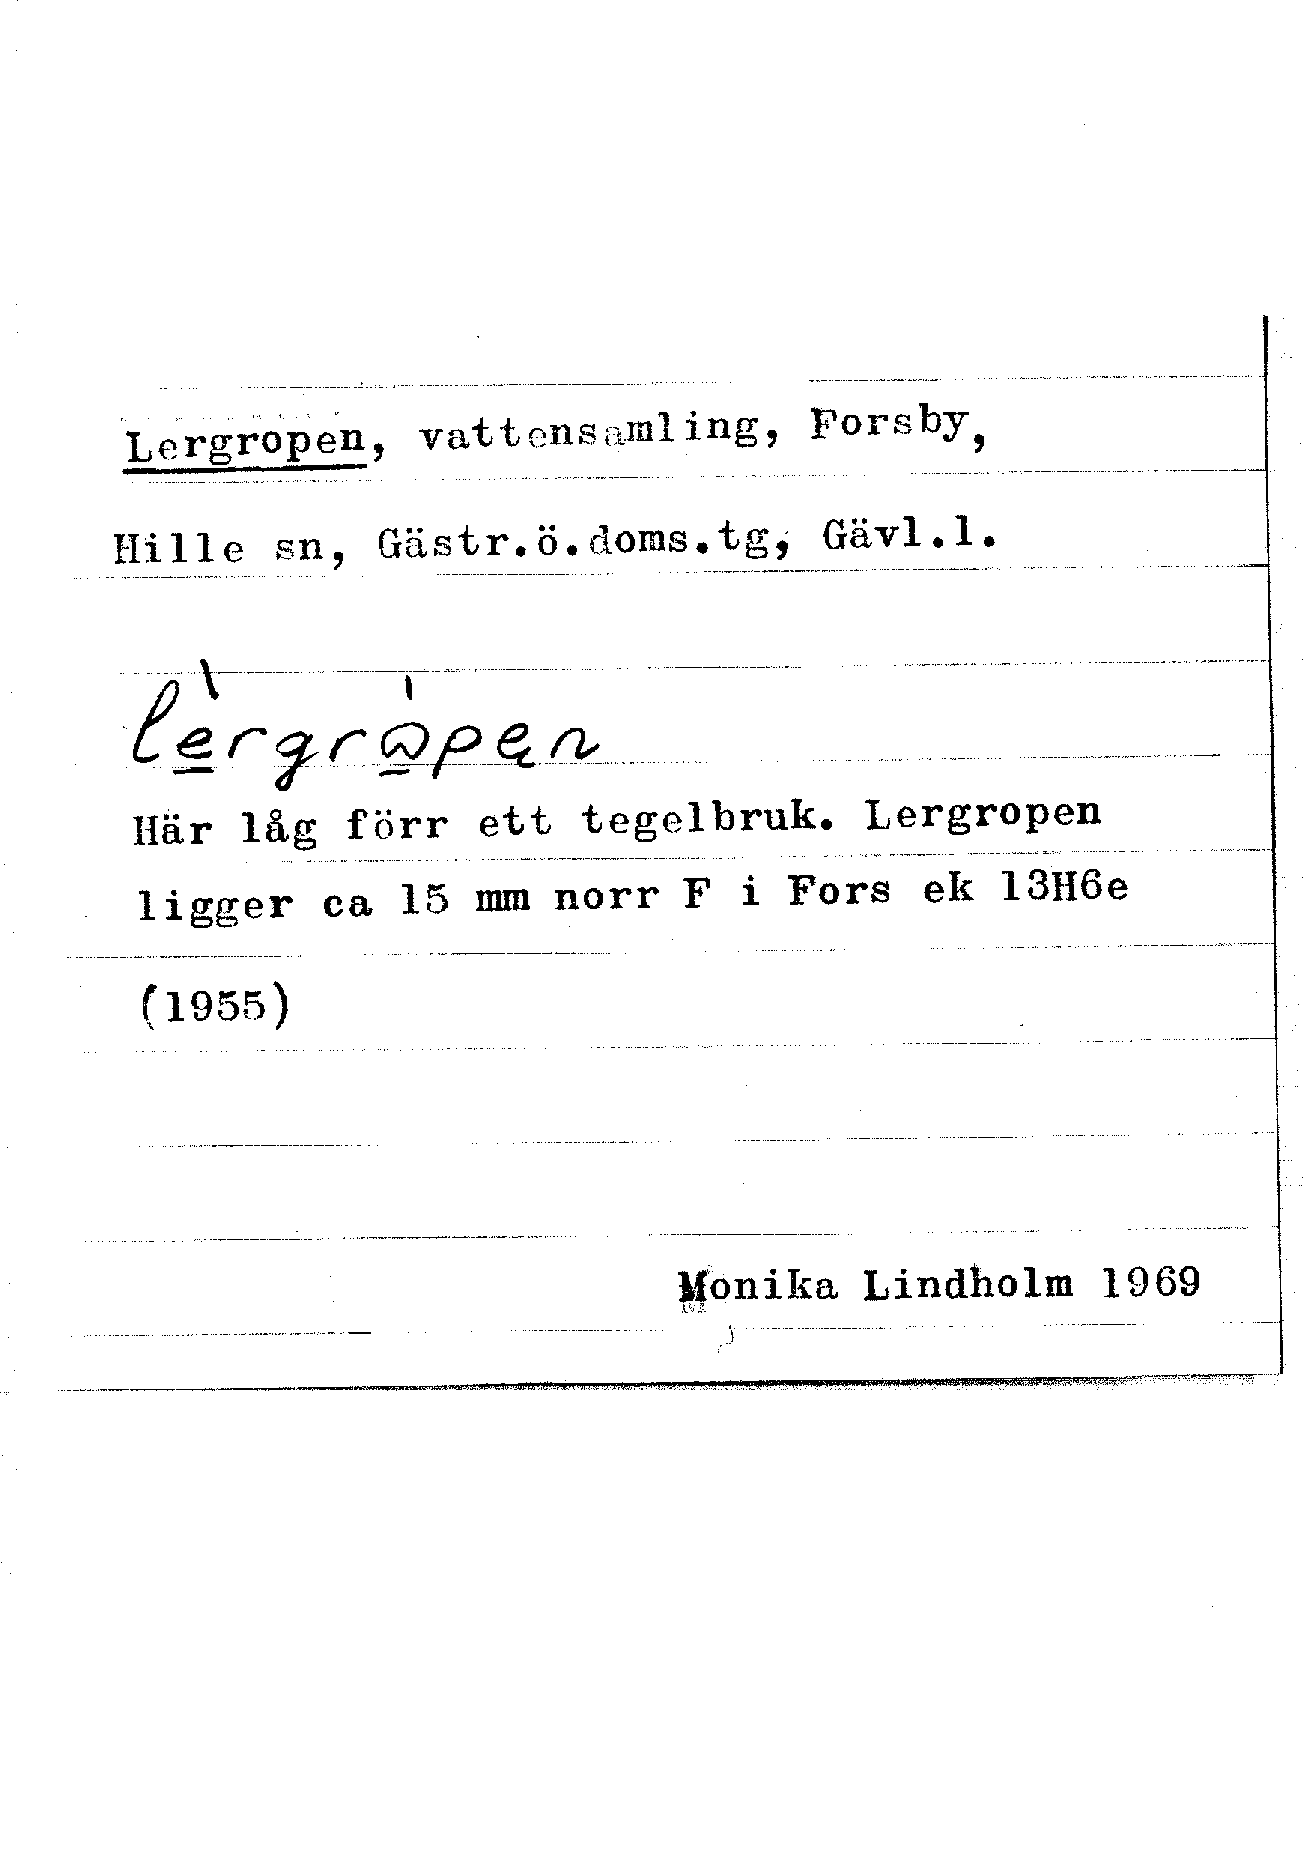 Lergropen, vattensamling, Forsby,
Hille sn, Gästr.ö.doms.tg, Gävl.l.
lèrgrópen
Här låg förr ett tegelbruk. Lergropen
ligger ca 15 mm norr F i Fors ek 13H6e
(1955)
Monika Lindholm 1969